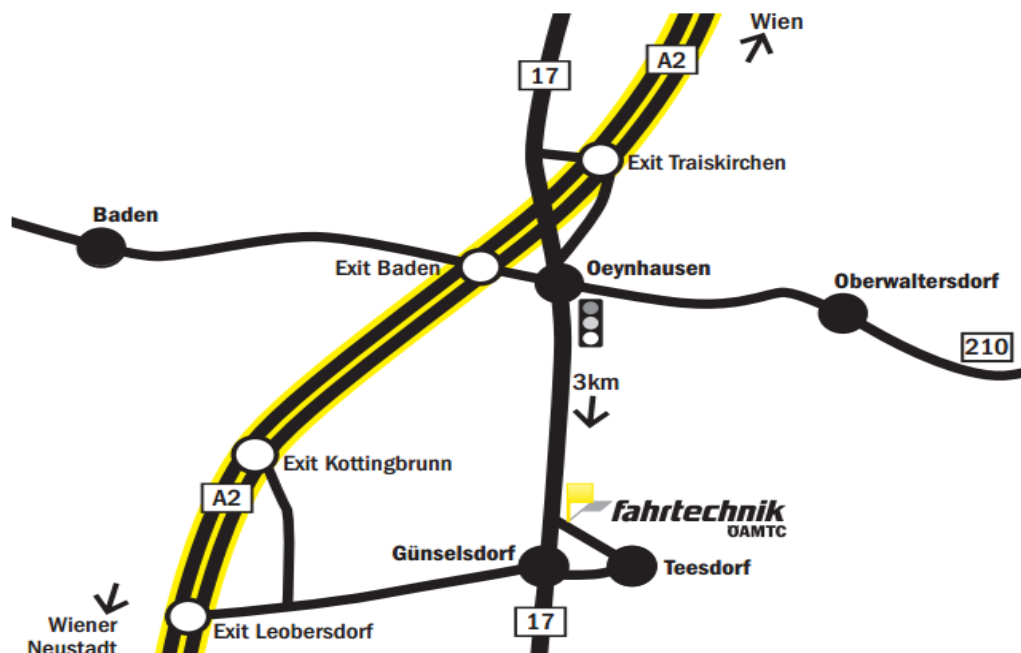 Wien
A2
17
Exit Traiskirchen
Baden
Exit Baden
Oeynhausen
Oberwaltersdorf
210
3km
Exit Kottingbrunn
A2
fahrtechnik
ÖAMTC
Günselsdorf
Teesdorf
Wiener
Neustadt
Exit Leobersdorf
17